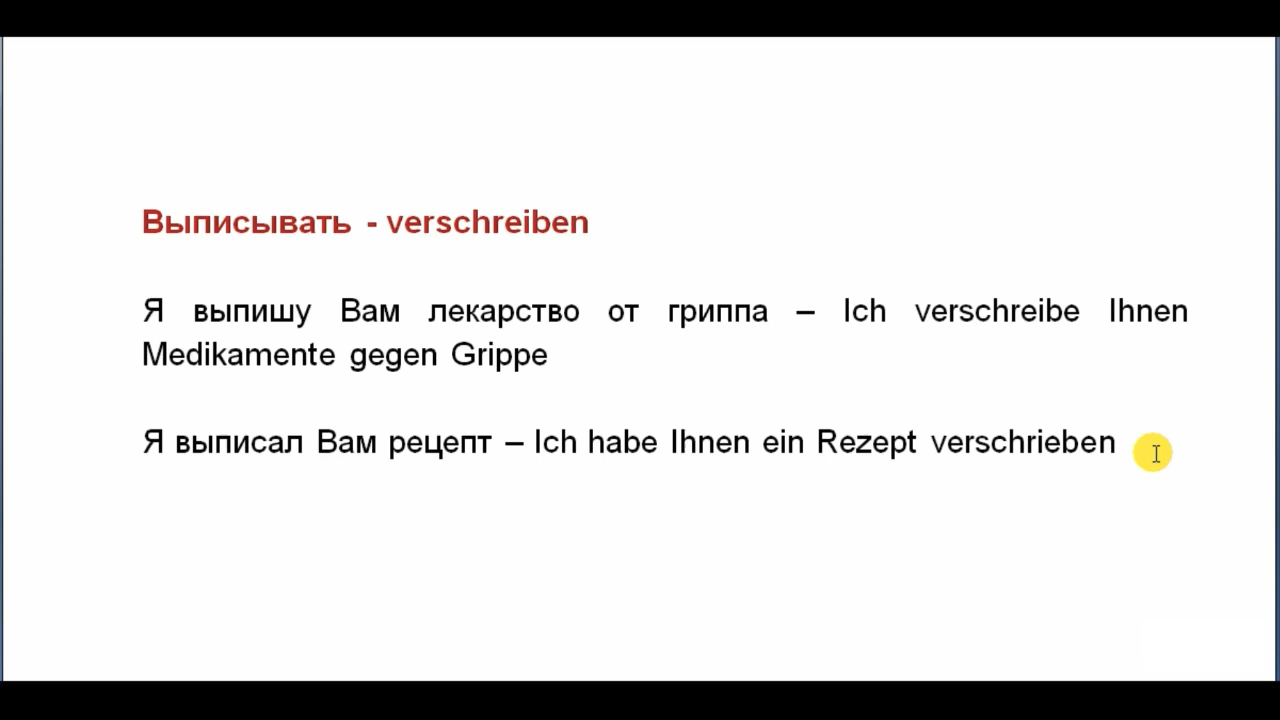 Выписывать - verschreiben
Я выпишу Вам лекарство от гриппа – Ich verschreibe Ihnen
Medikamente gegen Grippe
Я выписал Вам рецепт – Ich habe Ihnen ein Rezept verschrieben